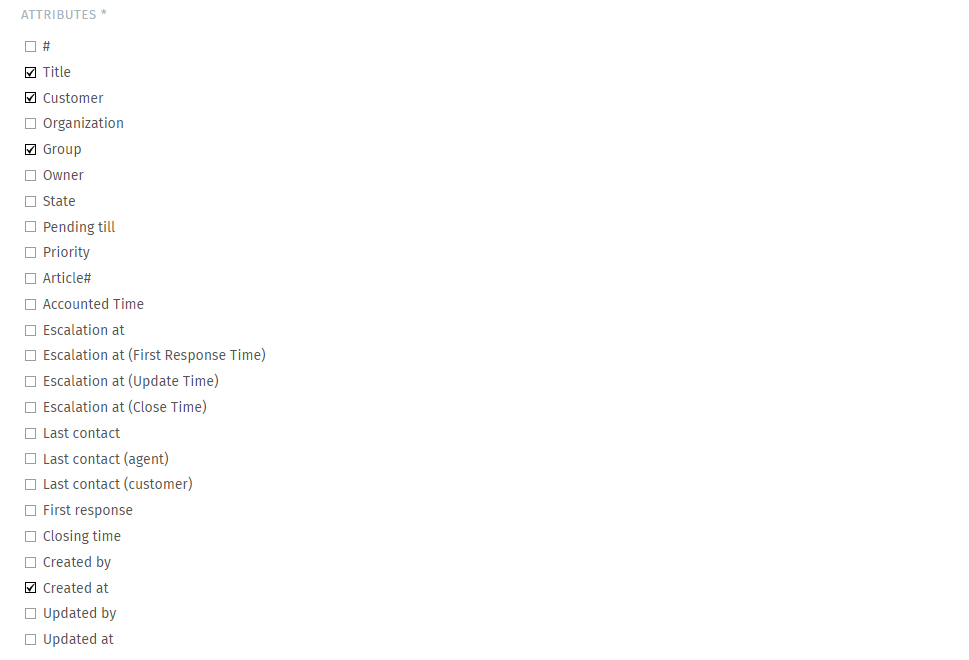 ATTRIBUTES *
#
Title
Customer
Organization
Group
Owner
State
Pending till
Priority
Article#
Accounted Time
Escalation at
Escalation at (First Response Time)
Escalation at (Update Time)
Escalation at (Close Time)
Last contact
Last contact (agent)
Last contact (customer)
First response
Closing time
Created by
Created at
Updated by
Updated at